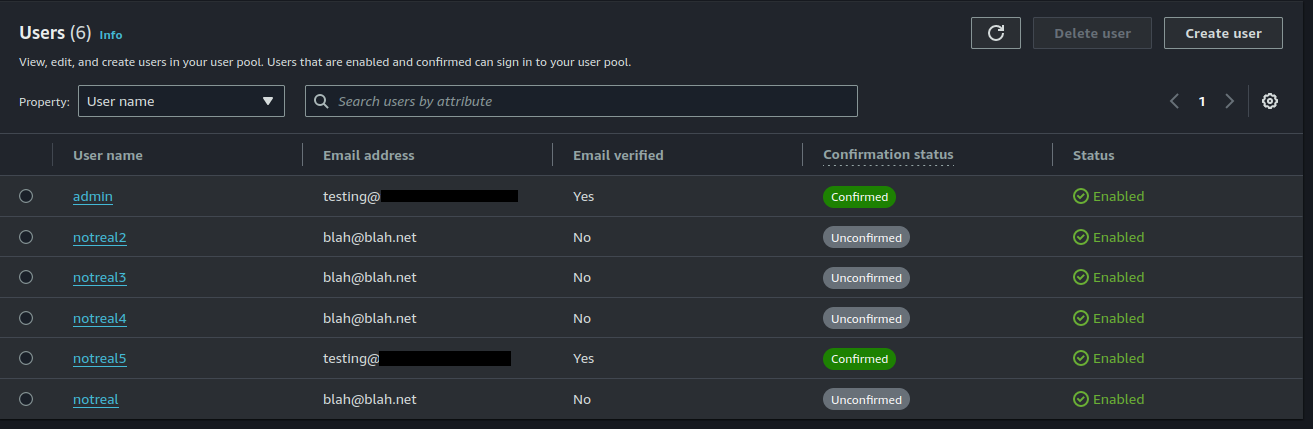 Users (6) Info
Delete user
Create user
View, edit, and create users in your user pool. Users that are enabled and confirmed can sign in to your user pool.
Property: User name
Search users by attribute
1
User name Email address Email verified Confirmation status Status
admin testing@ Yes Confirmed Enabled
notreal2 blah@blah.net No Unconfirmed Enabled
notreal3 blah@blah.net No Unconfirmed Enabled
notreal4 blah@blah.net No Unconfirmed Enabled
notreal5 testing@ Yes Confirmed Enabled
notreal blah@blah.net No Unconfirmed Enabled